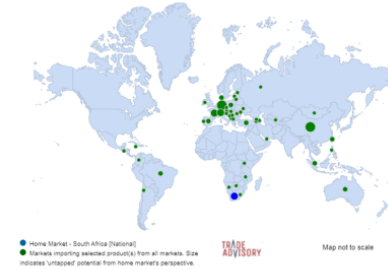 Home Market - South Africa [National]
Markets importing selected product(s) from all markets. Size
indicates 'untapped' potential from home market's perspective.
TRADE
ADVISORY
Map not to scale